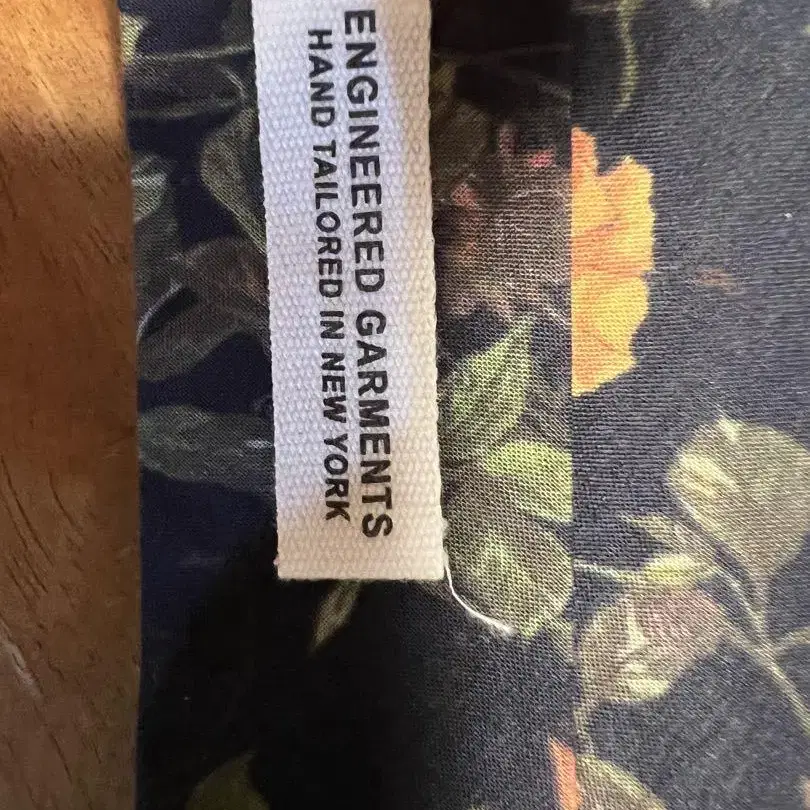 ENGINEERED GARMENTS
HAND TAILORED IN NEW YORK